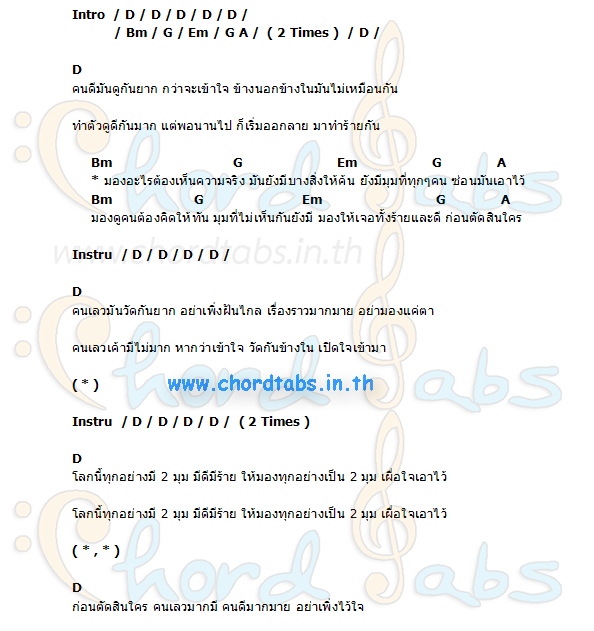 Intro / D / D / D / D / D /
/ Bm / G / Em / G A / ( 2 Times ) / D /
D
คนดีมันดูกันยาก กว่าจะเข้าใจ ข้างนอกข้างในมันไม่เหมือนกัน
ทำตัวดูดีกันมาก แต่พอนานไป ก็เริ่มออกลาย มาทำร้ายกัน
Bm G Em G A
* มองอะไรต้องเห็นความจริง มันยังมีบางสิ่งให้ค้น ยังมีมุมที่ทุกๆคน ซ่อนมันเอาไว้
Bm G Em G A
มองดูคนต้องคิดให้ทัน มุมที่ไม่เห็นกันยังมี มองให้เจอทั้งร้ายและดี ก่อนตัดสินใคร
www.chordtabs.in.th
Instru / D / D / D / D /
D
คนเลวมันวัดกันยาก อย่าเพิ่งฝันไกล เรื่องราวมากมาย อย่ามองแค่ตา
คนเลวเค้ามีไม่มาก หากว่าเข้าใจ วัดกันข้างใน เปิดใจเข้ามา
( * )
www.chordtabs.in.th
Instru / D / D / D / D / ( 2 Times )
D
โลกนี้ทุกอย่างมี 2 มุม มีดีมีร้าย ให้มองทุกอย่างเป็น 2 มุม เผื่อใจเอาไว้
โลกนี้ทุกอย่างมี 2 มุม มีดีมีร้าย ให้มองทุกอย่างเป็น 2 มุม เผื่อใจเอาไว้
( * , * )
D
ก่อนตัดสินใคร คนเลวมากมี คนดีมากมาย อย่าเพิ่งไว้ใจ
Chord Tabs
Chord Tabs
Chord Tabs